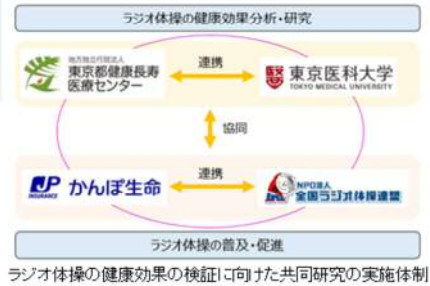 ラジオ体操の健康効果分析・研究
地方独立行政法人
東京都健康長寿
医療センター
連携
醫 東京医科大学
TOKYO MEDICAL UNIVERSITY
協同
JP
INSURANCE
かんぽ生命
連携
NPO法人
全国ラジオ体操連盟
ラジオ体操の普及・促進
ラジオ体操の健康効果の検証に向けた共同研究の実施体制